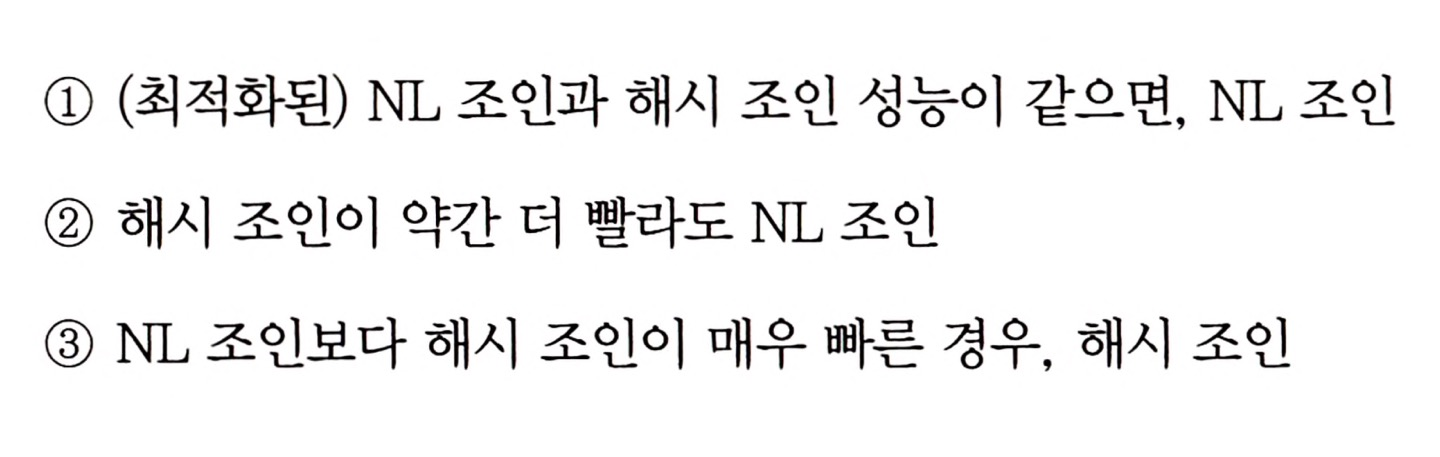 ① (최적화된) NL 조인과 해시 조인 성능이 같으면, NL 조인
② 해시 조인이 약간 더 빨라도 NL 조인
③ NL 조인보다 해시 조인이 매우 빠른 경우, 해시 조인